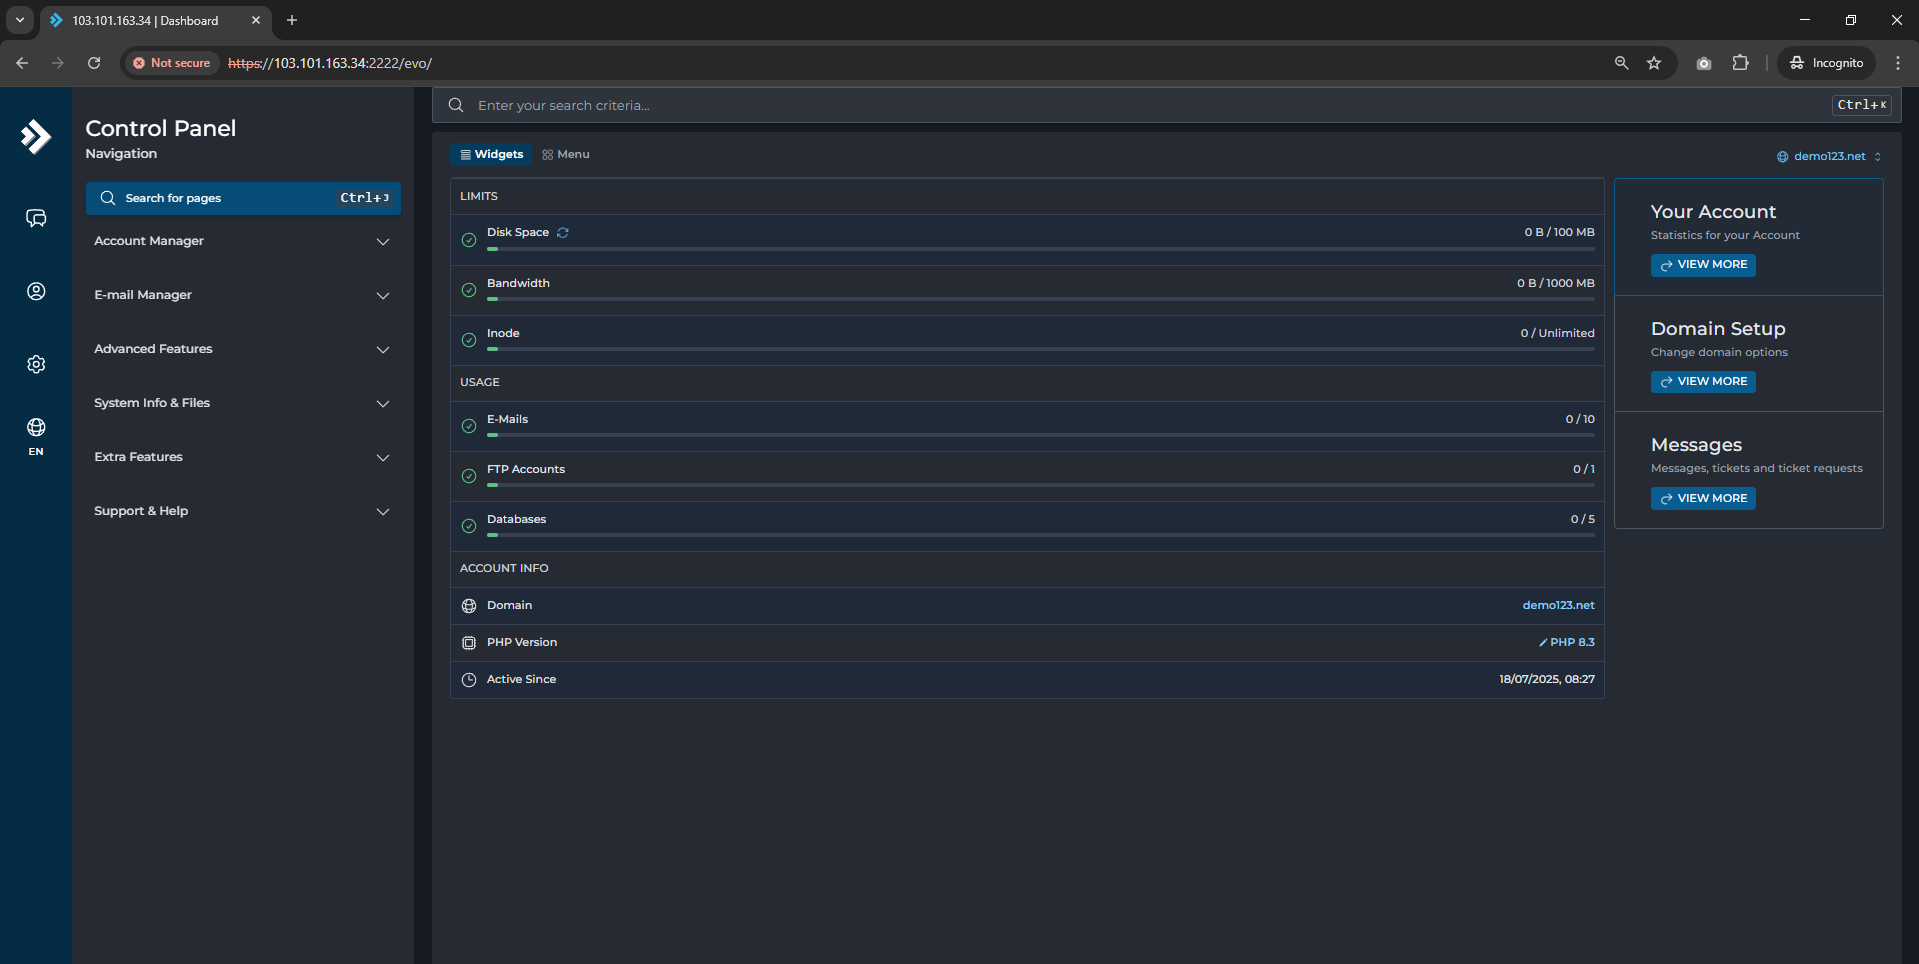 103.101.163.34 | Dashboard
Not secure
https://103.101.163.34:2222/evo/
Incognito
Control Panel
Navigation
Search for pages Ctrl+J
Account Manager
E-mail Manager
Advanced Features
System Info & Files
Extra Features
Support & Help
EN
Enter your search criteria... Ctrl+K
Widgets Menu demo123.net
LIMITS
Disk Space 0 B / 100 MB
Bandwidth 0 B / 1000 MB
Inode 0 / Unlimited
USAGE
E-Mails 0 / 10
FTP Accounts 0 / 1
Databases 0 / 5
ACCOUNT INFO
Domain demo123.net
PHP Version PHP 8.3
Active Since 18/07/2025, 08:27
Your Account
Statistics for your Account
VIEW MORE
Domain Setup
Change domain options
VIEW MORE
Messages
Messages, tickets and ticket requests
VIEW MORE